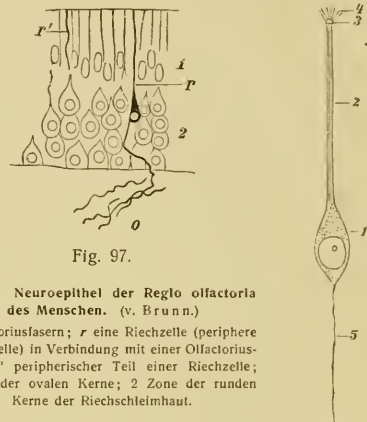 r'
i
r
2
o
Fig. 97.
Neuroepithel der Regio olfactoria
des Menschen. (v. Brunn.)
oriusfasern; r eine Riechzelle (periphere
elle) in Verbindung mit einer Olfactorius-
' peripherischer Teil einer Riechzelle;
der ovalen Kerne; 2 Zone der runden
Kerne der Riechschleimhaut.
4
3
2
1
5